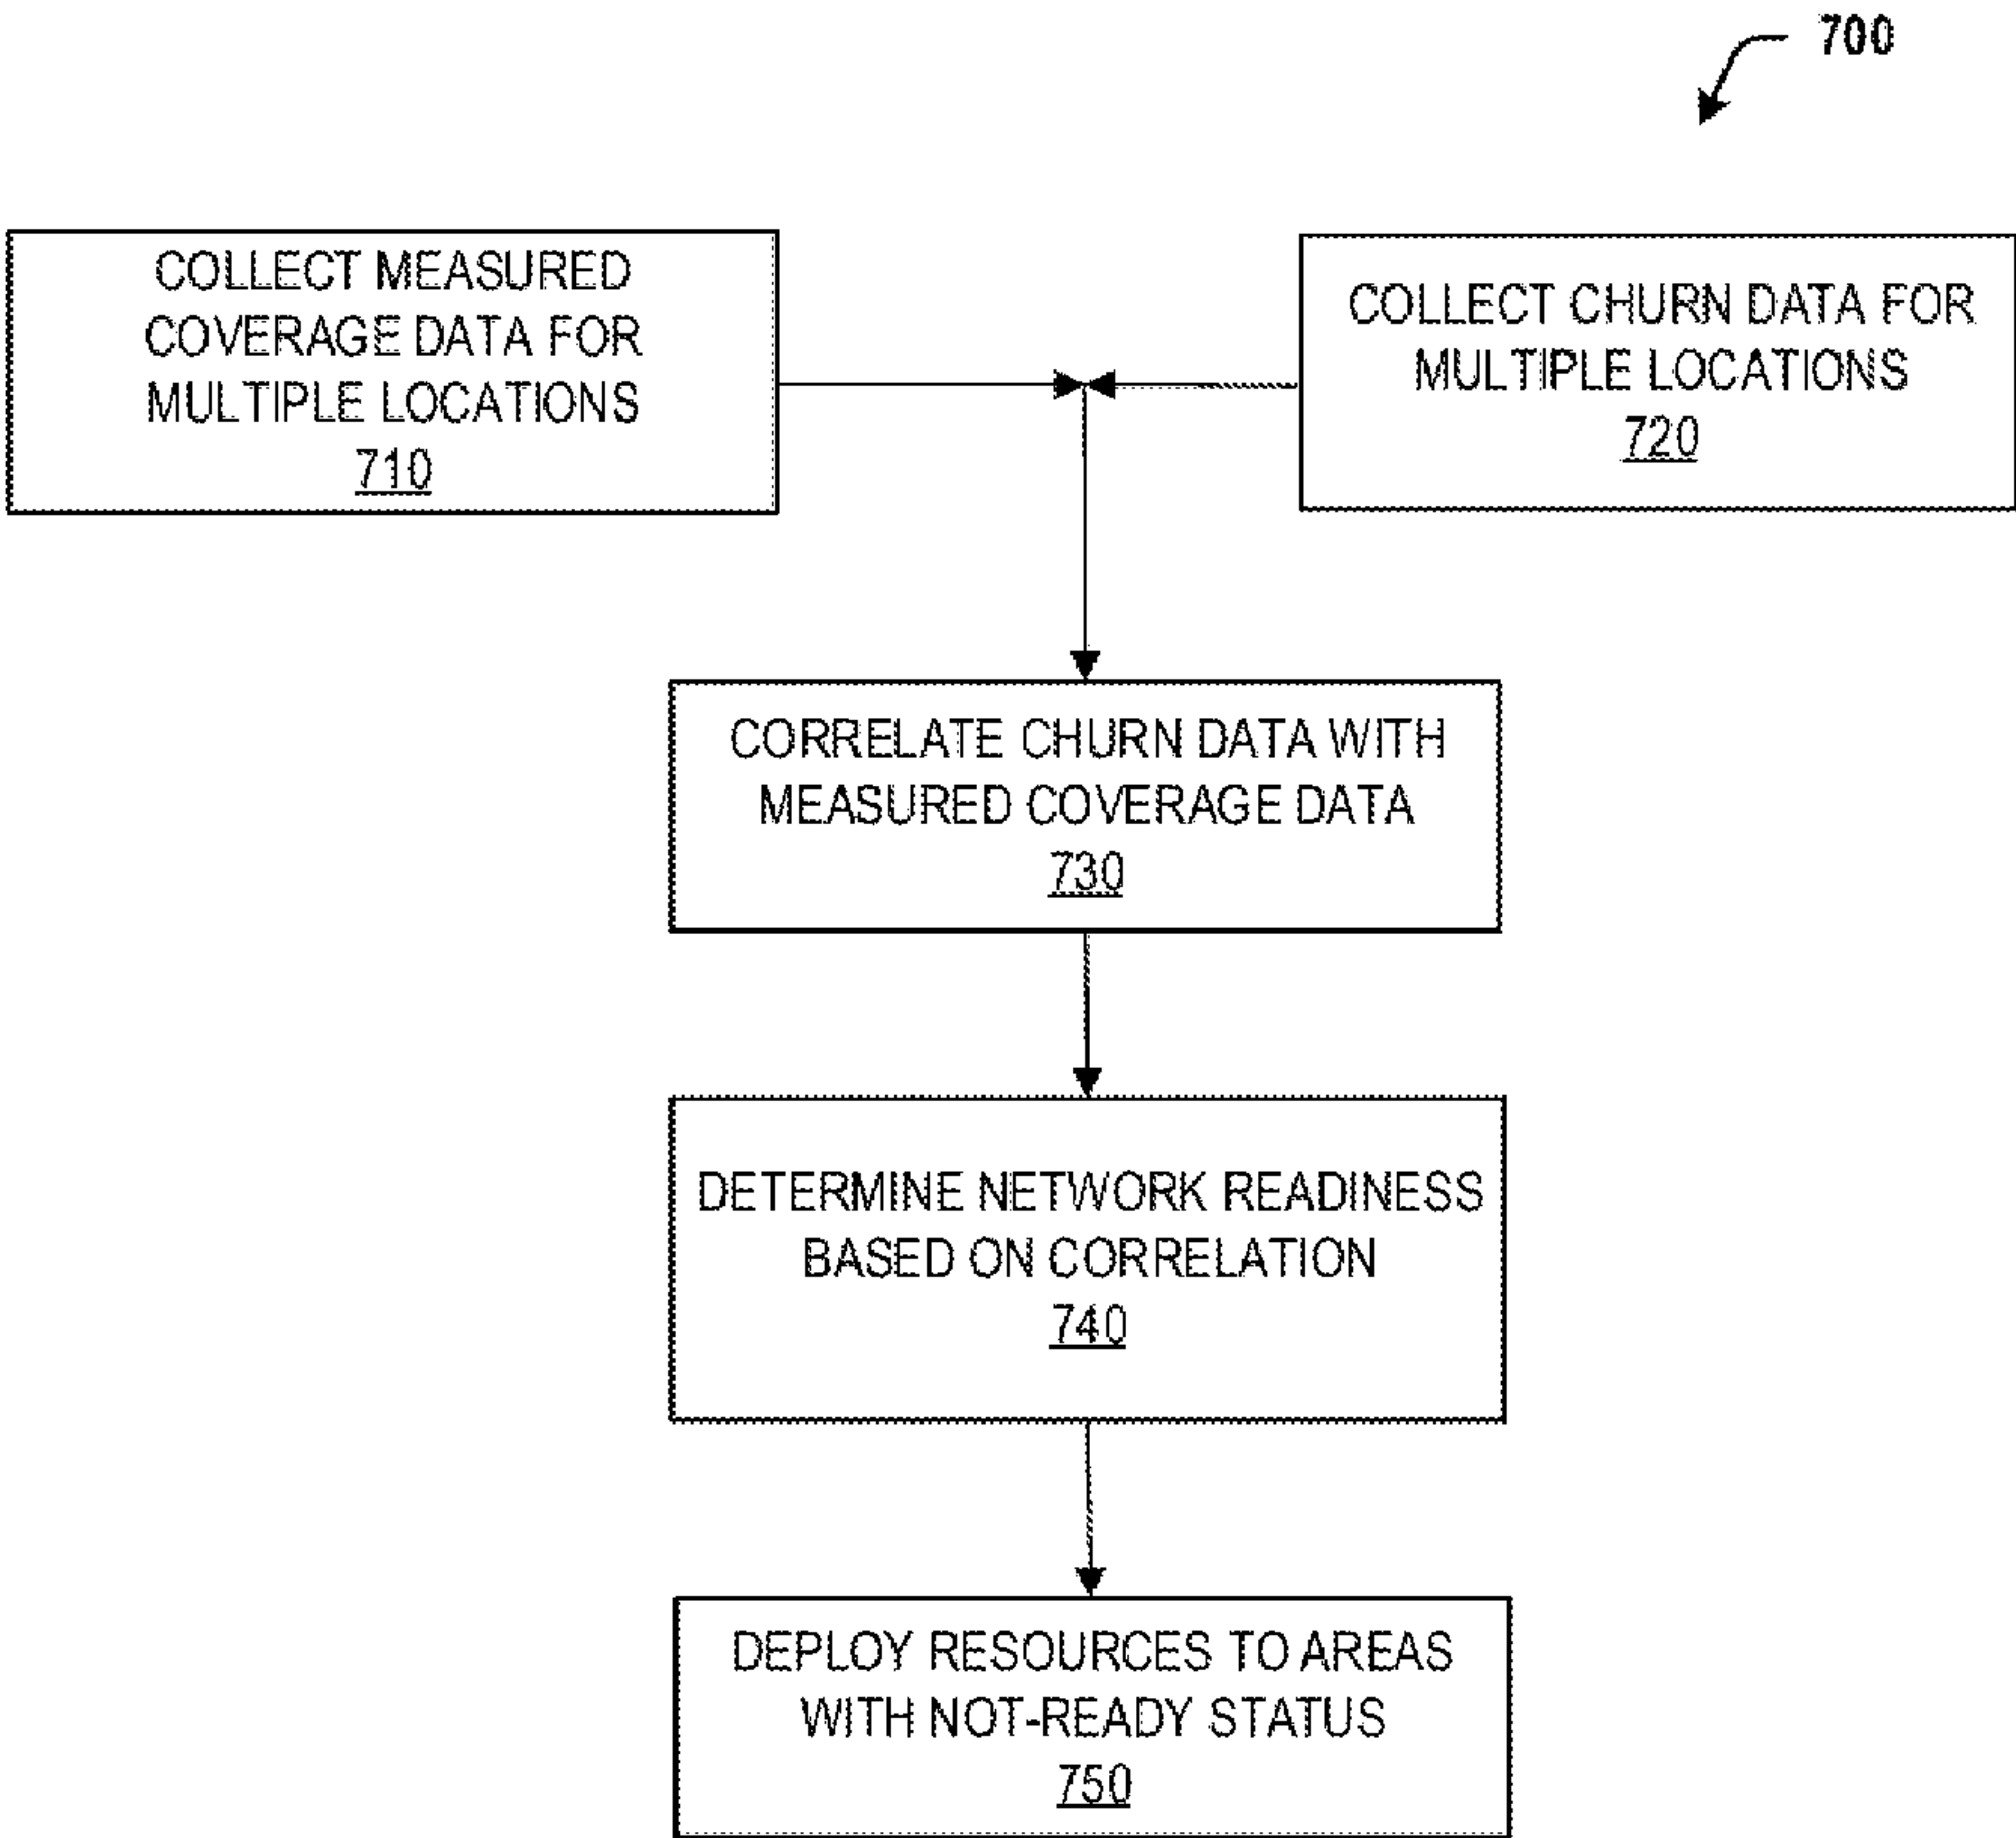 700
COLLECT MEASURED
COVERAGE DATA FOR
MULTIPLE LOCATIONS
710
COLLECT CHURN DATA FOR
MULTIPLE LOCATIONS
720
CORRELATE CHURN DATA WITH
MEASURED COVERAGE DATA
730
DETERMINE NETWORK READINESS
BASED ON CORRELATION
740
DEPLOY RESOURCES TO AREAS
WITH NOT-READY STATUS
750